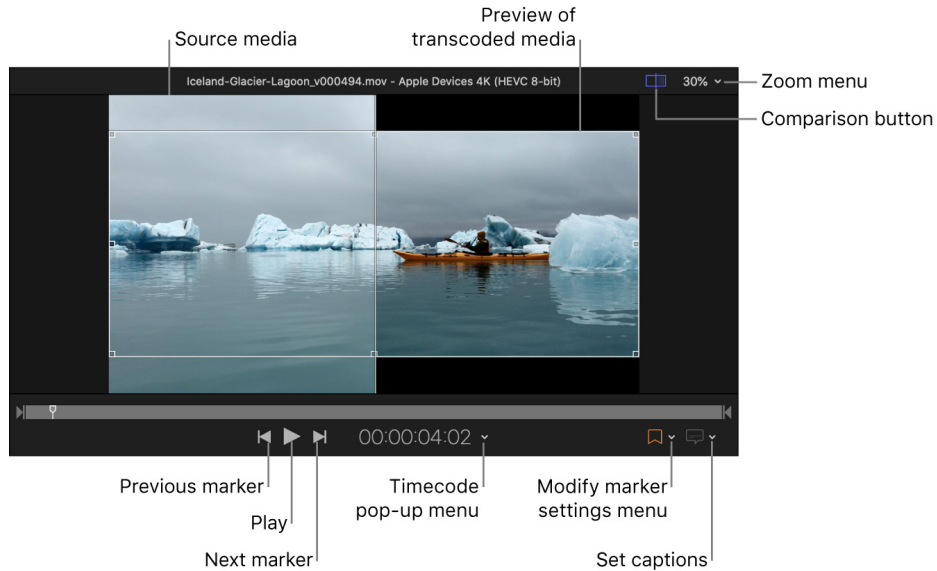 Preview of
Source media
transcoded media
Iceland-Glacier-Lagoon_v000494.mov - Apple Devices 4K (HEVC 8-bit)
30%
Zoom menu
Comparison button
00:00:04:02
Previous marker
Timecode
pop-up menu
Modify marker
settings menu
Play
Next marker
Set captions